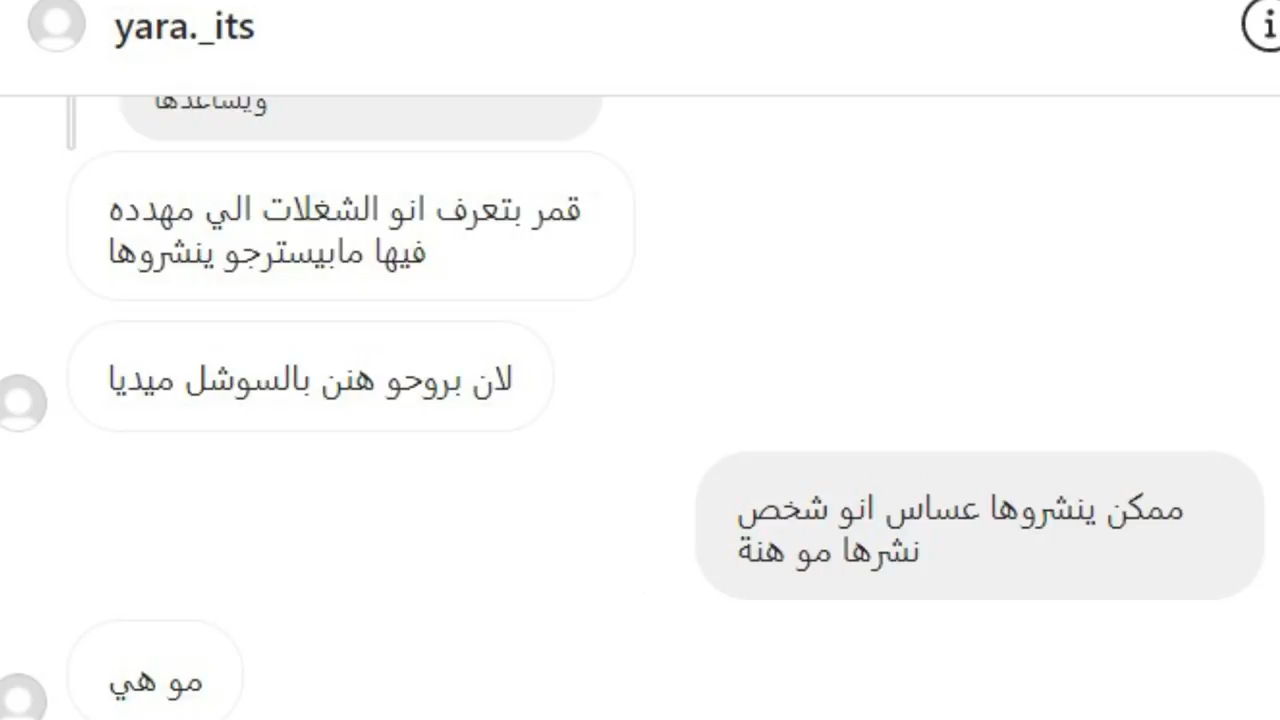 yara._its
ويساعدها
قمر بتعرف انو الشغلات الي مهدده
فيها مابيسترجو ينشروها
لان بروحو هنن بالسوشل ميديا
ممكن ينشروها عساس انو شخص
نشرها مو هنة
مو هي